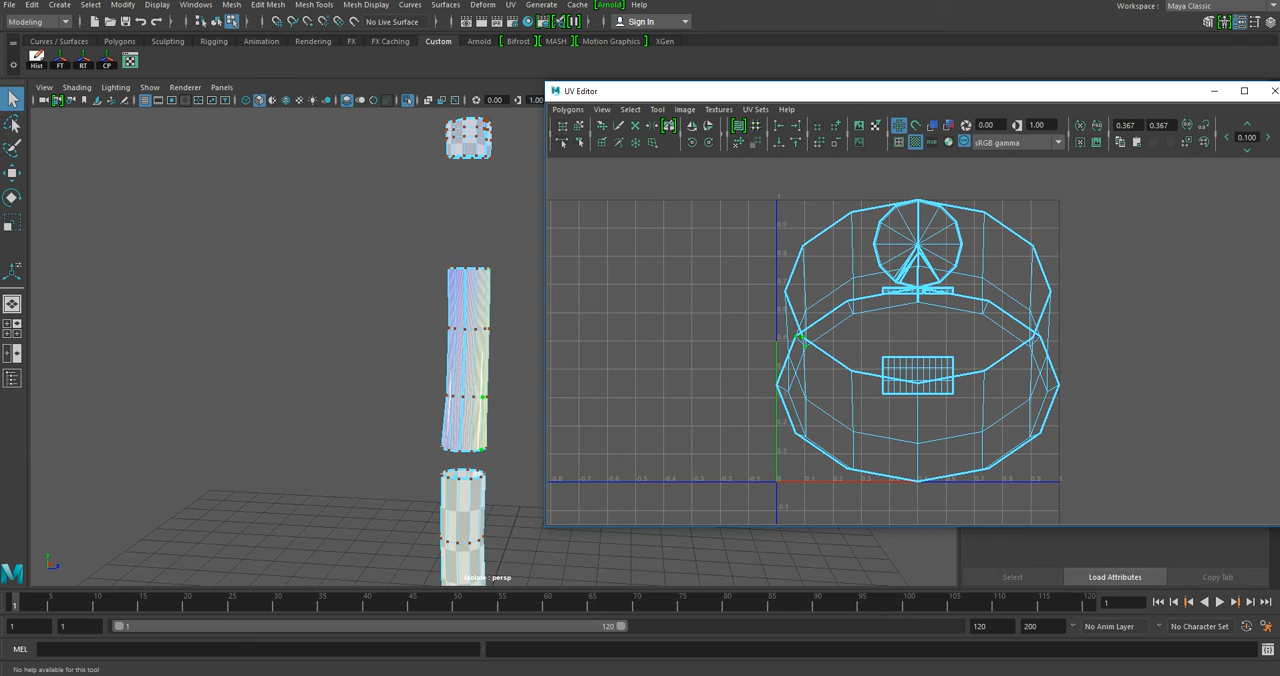 File Edit Create Select Modify Display Windows Mesh Edit Mesh Mesh Tools Mesh Display Curves Surfaces Deform UV Generate Cache [Arnold] Help
Workspace : Maya Classic
Modeling
No Live Surface
Sign In
Curves / Surfaces Polygons Sculpting Rigging Animation Rendering FX FX Caching Custom Arnold Bifrost MASH Motion Graphics XGen
Hist FT RT CP
View Shading Lighting Show Renderer Panels
0.00 1.00
UV Editor
Polygons View Select Tool Image Textures UV Sets Help
0.00 1.00 0.367 0.367
RGB sRGB gamma
0.100
Isolate : persp
Select Load Attributes Copy Tab
1 5 10 15 20 25 30 35 40 45 50 55 60 65 70 75 80 85 90 95 100 105 110 115 120 1
1 1 1 120 120 200 No Anim Layer No Character Set
MEL
No help available for this tool